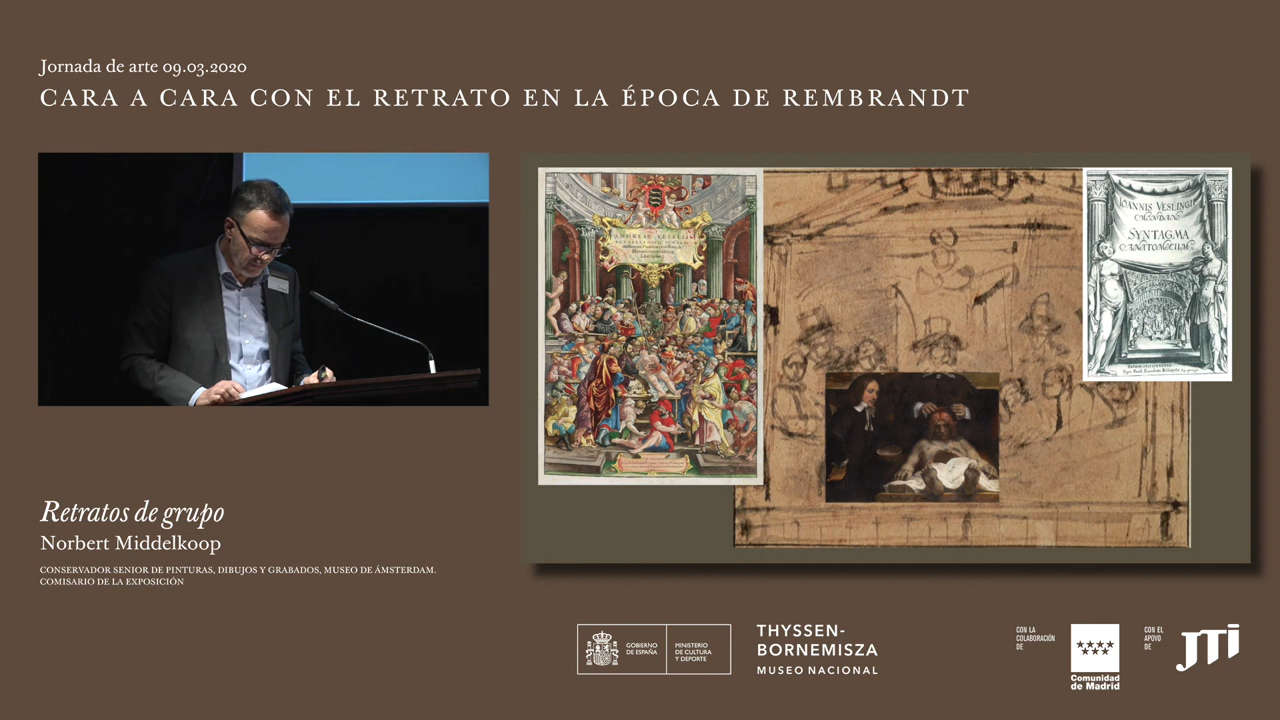 Jornada de arte 09.03.2020
CARA A CARA CON EL RETRATO EN LA ÉPOCA DE REMBRANDT
IOANNIS VESLINGII
SYNTAGMA
ANATOMICUM
Retratos de grupo
Norbert Middelkoop
CONSERVADOR SENIOR DE PINTURAS, DIBUJOS Y GRABADOS, MUSEO DE ÁMSTERDAM.
COMISARIO DE LA EXPOSICIÓN
GOBIERNO
DE ESPAÑA
MINISTERIO
DE CULTURA
Y DEPORTE
THYSSEN-
BORNEMISZA
MUSEO NACIONAL
CON LA
COLABORACIÓN
DE
Comunidad
de Madrid
CON EL
APOYO
DE
JTi